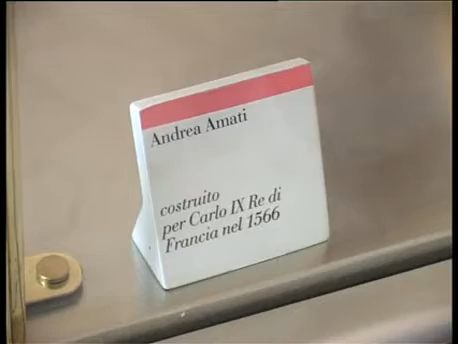 Andrea Amati
costruito
per Carlo IX Re di
Francia nel 1566